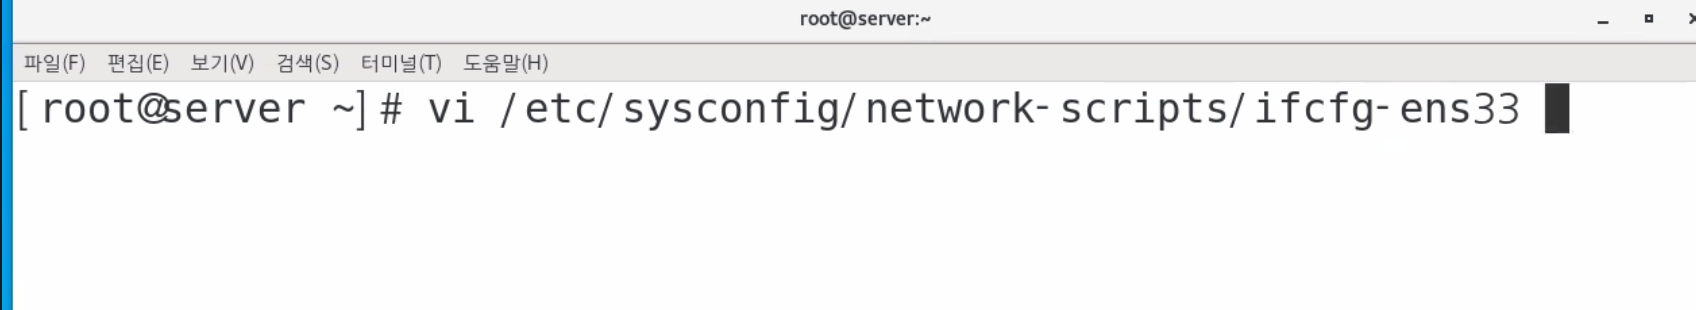 root@server:~
파일(F) 편집(E) 보기(V) 검색(S) 터미널(T) 도움말(H)
[root@server ~]# vi /etc/sysconfig/network-scripts/ifcfg-ens33